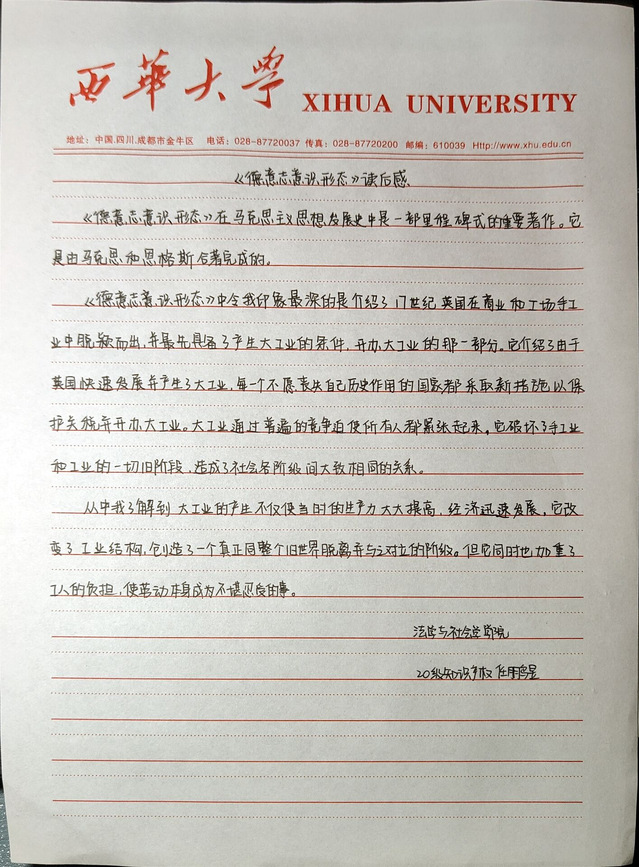 西華大學 XIHUA UNIVERSITY
地址：中国.四川.成都市金牛区 电话：028-87720037 传真：028-87720200 邮编：610039 Http://www.xhu.edu.cn
《德意志意识形态》读后感
《德意志意识形态》在马克思主义思想发展史中是一部里程碑式的重要著作。它
是由马克思和恩格斯合著完成的。
《德意志意识形态》中令我印象最深的是介绍了17世纪英国在商业和工场手工
业中脱颖而出，并最先具备了产生大工业的条件，开办大工业的那一部分。它介绍了由于
英国快速发展并产生了大工业，每一个不愿丧失自己历史作用的国家都采取新措施以保
护关税并开办大工业。大工业通过普遍的竞争迫使所有人都紧张起来。它破坏了手工业
和工业的一切旧阶段，造成了社会各阶级间大致相同的关系。
从中我了解到大工业的产生不仅使当时的生产力大大提高，经济迅速发展，它改
变了工业结构，创造了一个真正同整个旧世界脱离并与之对立的阶级。但它同时也加重了
工人的负担，使劳动本身成为不堪忍受的事。
法学与社会学学院
20级知识产权 任